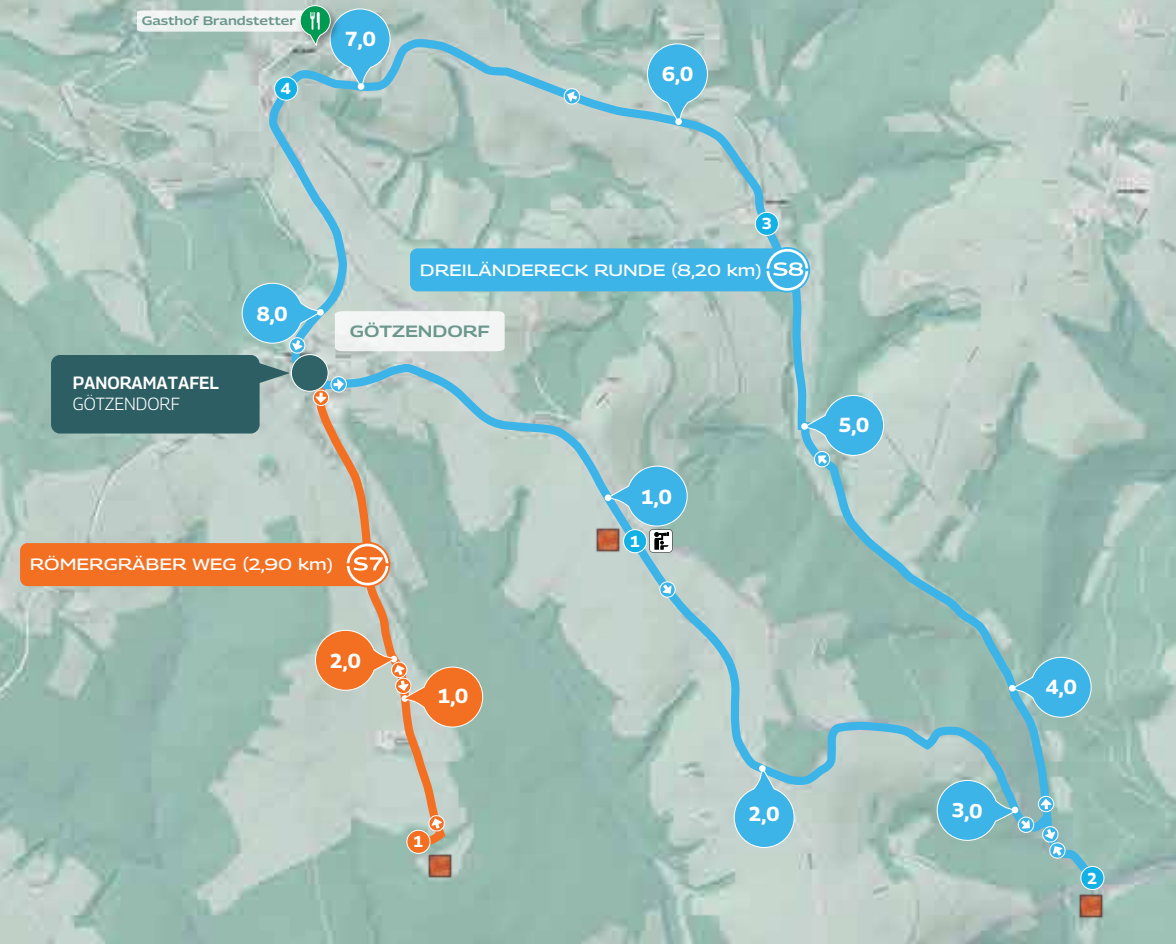 Gasthof Brandstetter
7,0
4
6,0
3
DREILÄNDERECK RUNDE (8,20 km) S8
8,0
GÖTZENDORF
PANORAMATAFEL
GÖTZENDORF
5,0
1,0
1
RÖMERGRÄBER WEG (2,90 km) S7
2,0
1,0
4,0
3,0
2,0
1
2